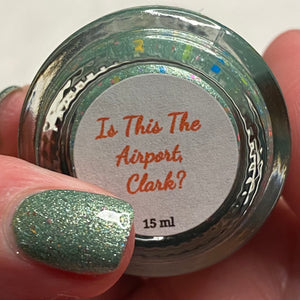 Is This The
Airport,
Clark?
15 ml